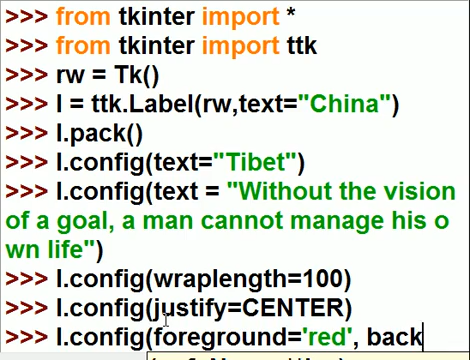 >>> from tkinter import *
>>> from tkinter import ttk
>>> rw = Tk()
>>> l = ttk.Label(rw,text="China")
>>> l.pack()
>>> l.config(text="Tibet")
>>> l.config(text = "Without the vision
of a goal, a man cannot manage his o
wn life")
>>> l.config(wraplength=100)
>>> l.config(justify=CENTER)
>>> l.config(foreground='red', back